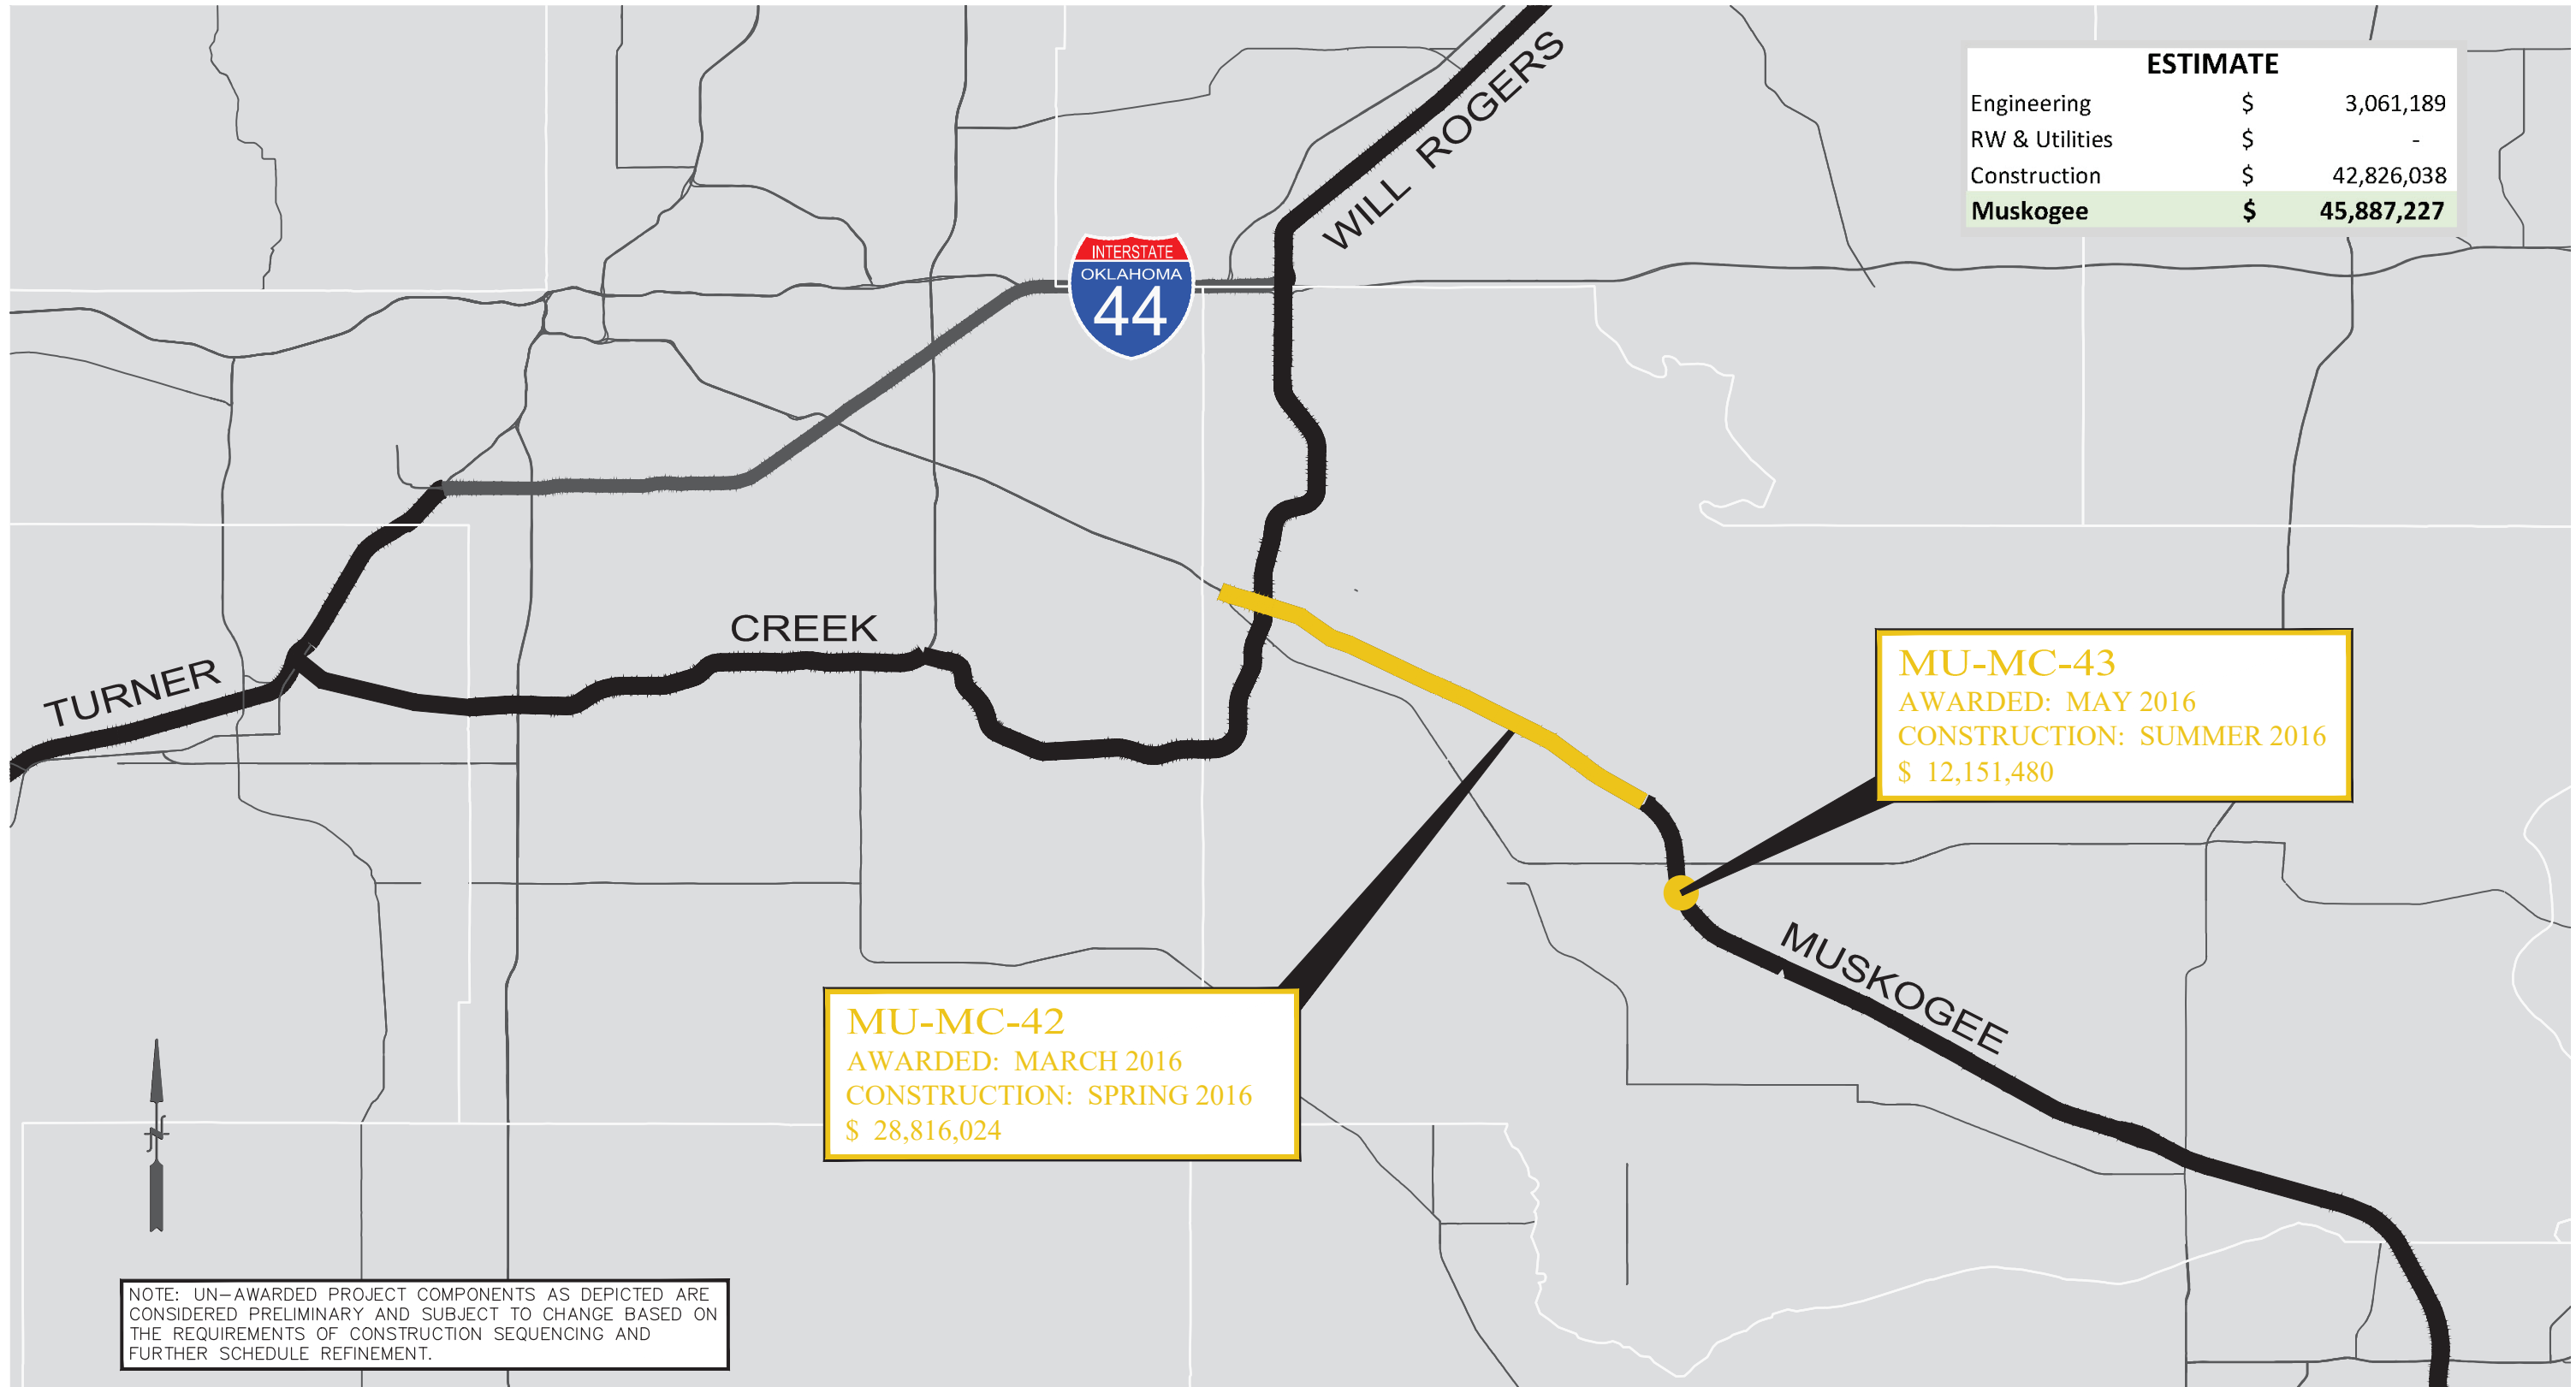 ESTIMATE
Engineering $ 3,061,189
RW & Utilities $ -
Construction $ 42,826,038
Muskogee $ 45,887,227
WILL ROGERS
INTERSTATE
OKLAHOMA
44
CREEK
TURNER
MU-MC-43
AWARDED: MAY 2016
CONSTRUCTION: SUMMER 2016
$ 12,151,480
MUSKOGEE
MU-MC-42
AWARDED: MARCH 2016
CONSTRUCTION: SPRING 2016
$ 28,816,024
N
NOTE: UN-AWARDED PROJECT COMPONENTS AS DEPICTED ARE
CONSIDERED PRELIMINARY AND SUBJECT TO CHANGE BASED ON
THE REQUIREMENTS OF CONSTRUCTION SEQUENCING AND
FURTHER SCHEDULE REFINEMENT.